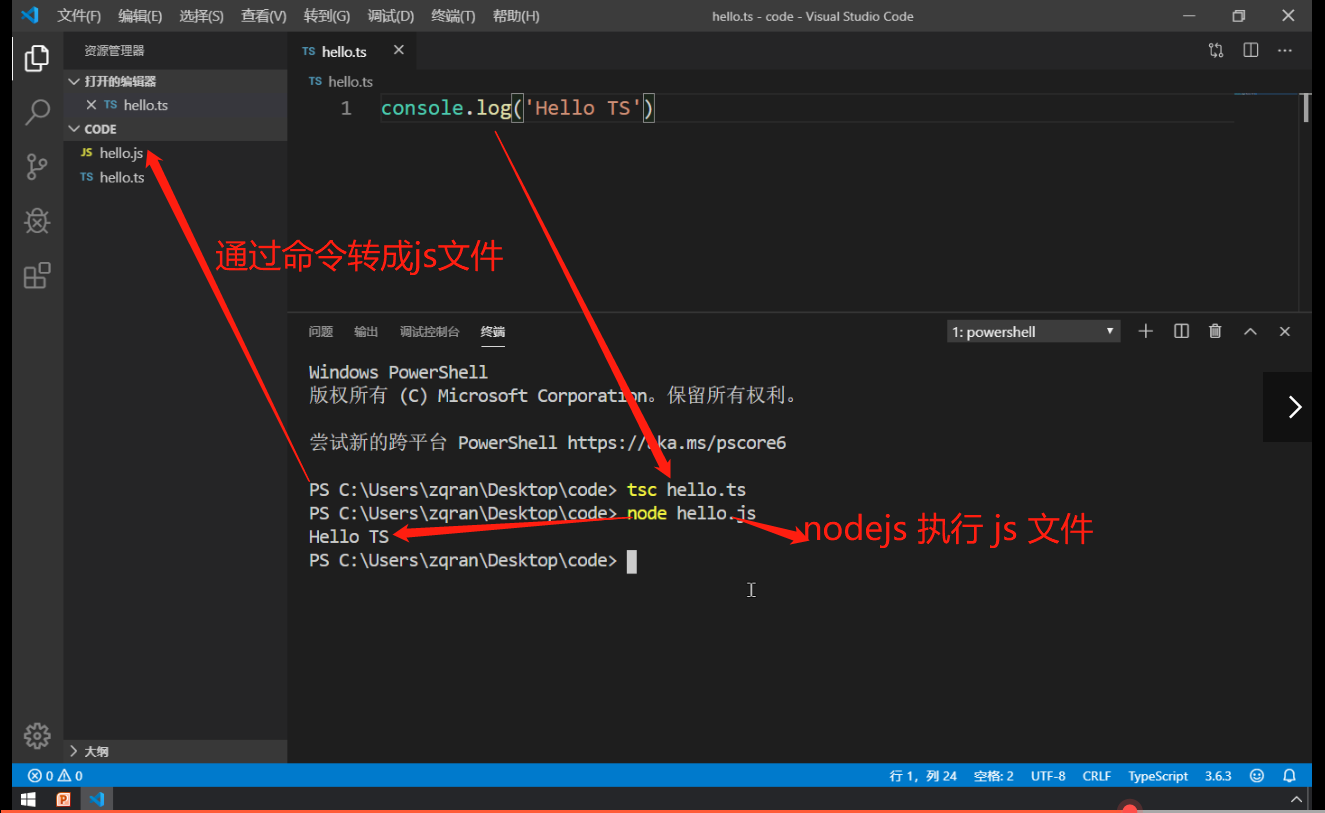 文件(F) 编辑(E) 选择(S) 查看(V) 转到(G) 调试(D) 终端(T) 帮助(H) hello.ts - code - Visual Studio Code
资源管理器
TS hello.ts
打开的编辑器
TS hello.ts
TS hello.ts
CODE
JS hello.js
TS hello.ts
1 console.log('Hello TS')
通过命令转成js文件
问题 输出 调试控制台 终端 1: powershell
Windows PowerShell
版权所有 (C) Microsoft Corporation。保留所有权利。
尝试新的跨平台 PowerShell https://aka.ms/pscore6
PS C:\Users\zqran\Desktop\code> tsc hello.ts
PS C:\Users\zqran\Desktop\code> node hello.js
Hello TS
PS C:\Users\zqran\Desktop\code>
nodejs 执行 js 文件
大纲
0 0 行 1，列 24 空格: 2 UTF-8 CRLF TypeScript 3.6.3